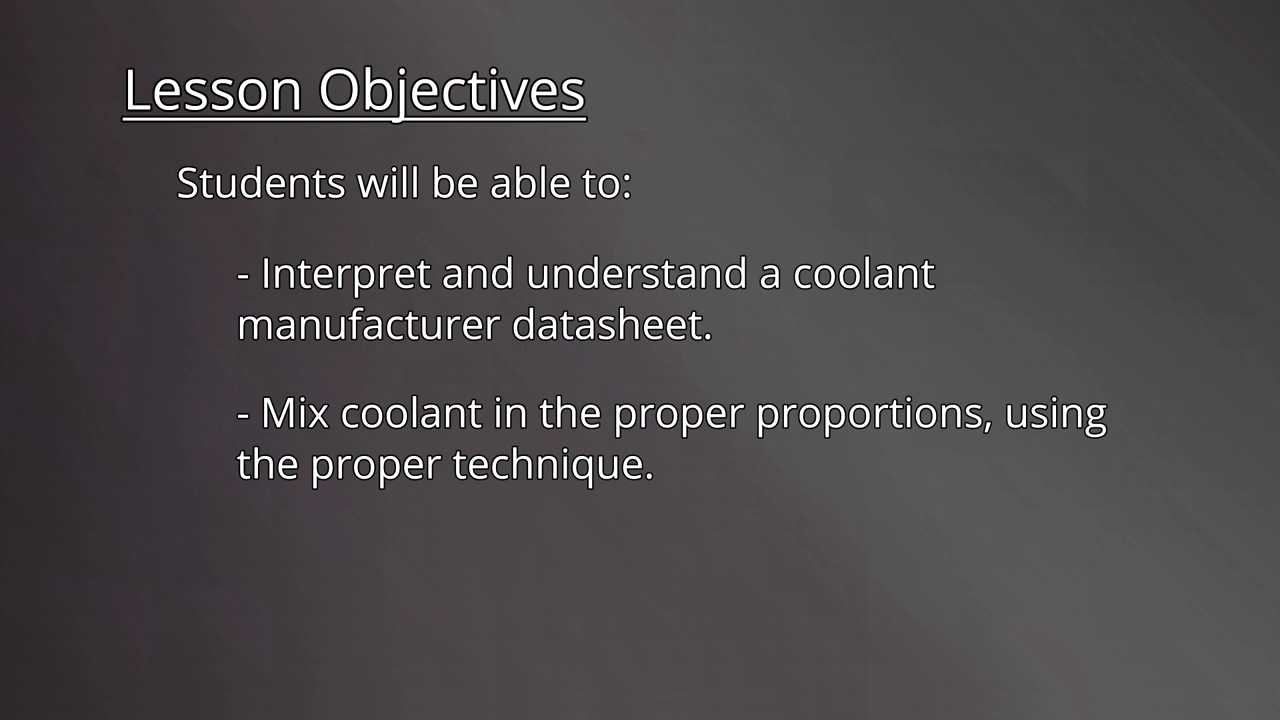 Lesson Objectives
Students will be able to:
- Interpret and understand a coolant
manufacturer datasheet.
- Mix coolant in the proper proportions, using
the proper technique.